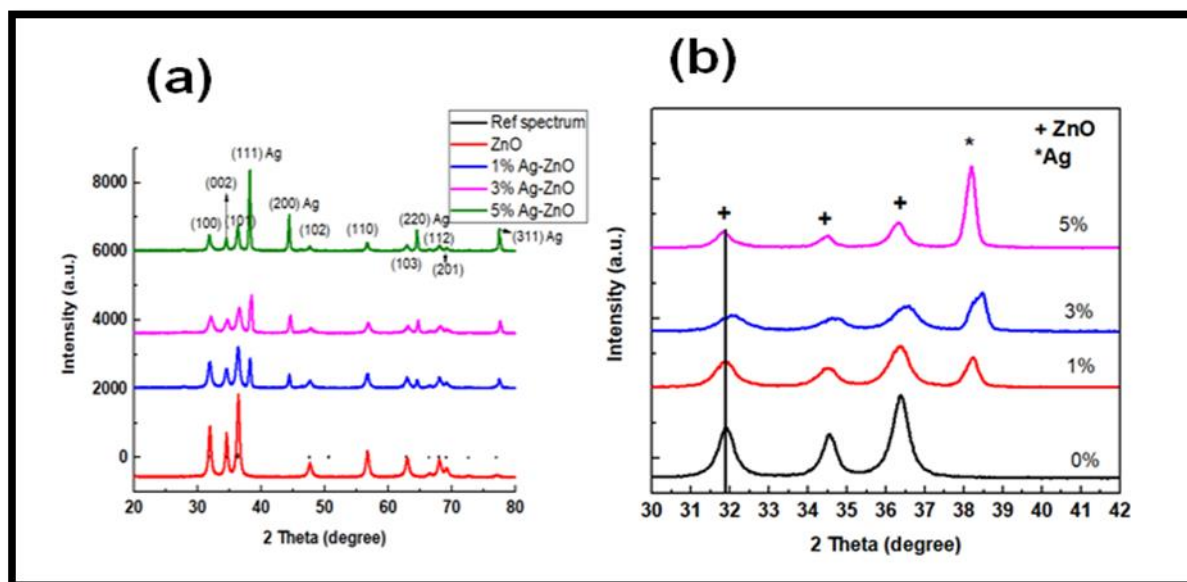 (a)
Ref spectrum
ZnO
1% Ag-ZnO
3% Ag-ZnO
5% Ag-ZnO
(111) Ag
(002)
(100)
(101)
(200) Ag
(102)
(110)
(220) Ag
(112)
(103)
(201)
(311) Ag
8000
6000
4000
2000
0
Intensity (a.u.)
20 30 40 50 60 70 80
2 Theta (degree)
(b)
+ ZnO
*Ag
*
+ + +
5%
3%
1%
0%
Intensity (a.u.)
30 31 32 33 34 35 36 37 38 39 40 41 42
2 Theta (degree)